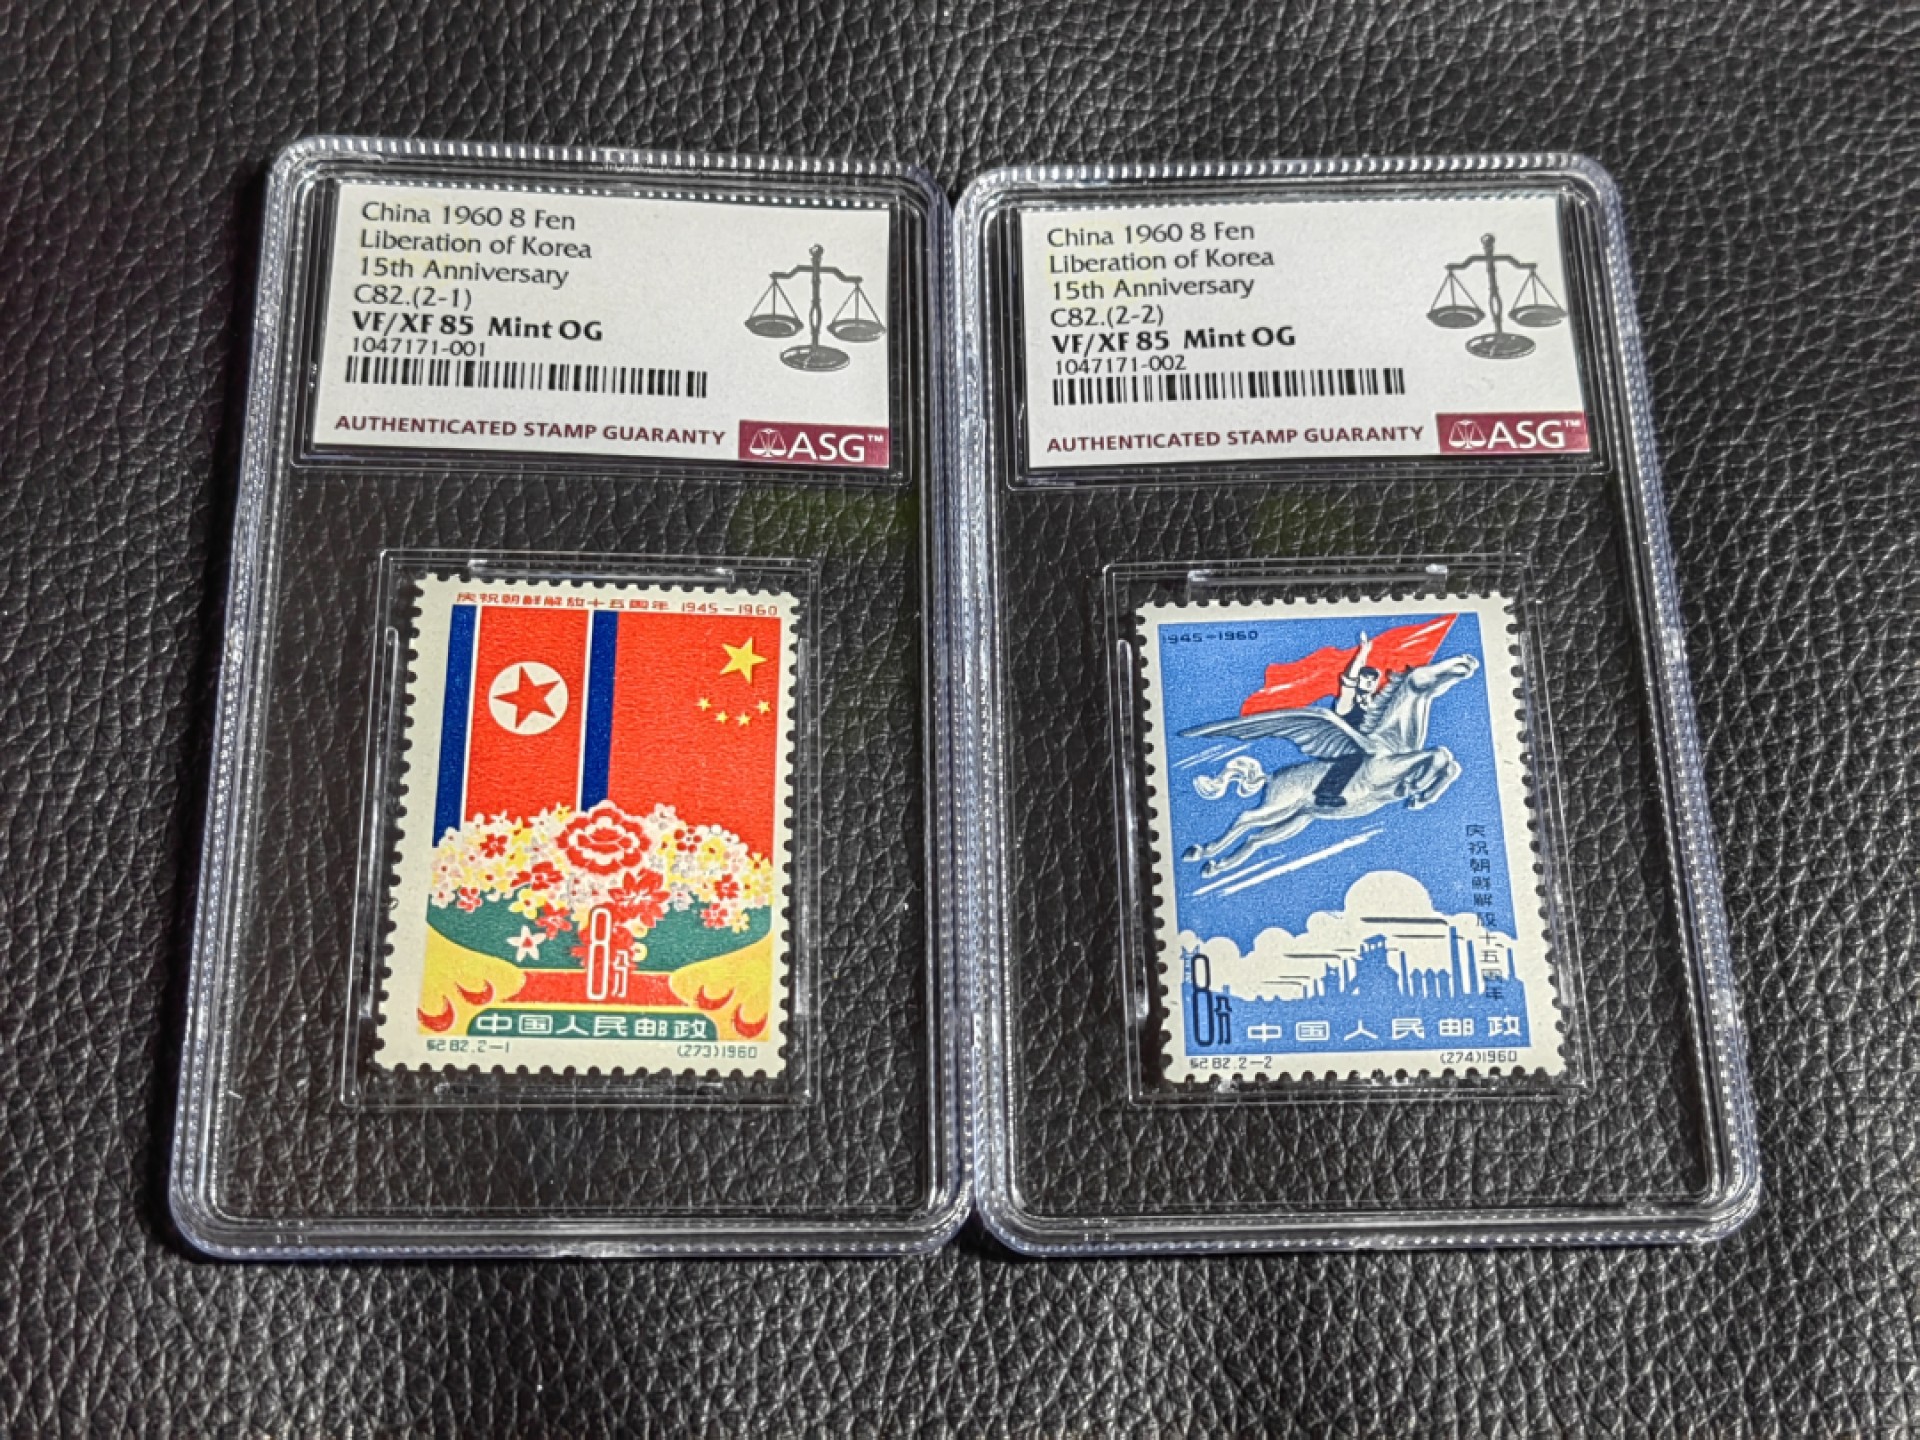 China 1960 8 Fen
Liberation of Korea
15th Anniversary
C82.(2-1)
VF/XF 85 Mint OG
1047171-001
AUTHENTICATED STAMP GUARANTY
ASG™
庆祝朝鲜解放十五周年 1945-1960
8分
中国人民邮政
纪82.2-1
(273)1960
China 1960 8 Fen
Liberation of Korea
15th Anniversary
C82.(2-2)
VF/XF 85 Mint OG
1047171-002
AUTHENTICATED STAMP GUARANTY
ASG™
1945-1960
庆祝朝鲜解放十五周年
8分
中国人民邮政
纪82.2-2
(274)1960